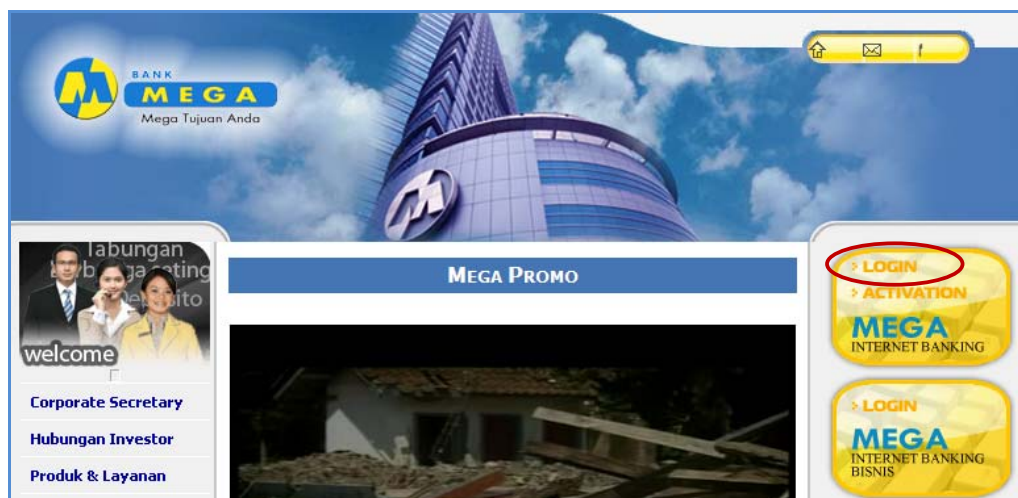 BANK
MEGA
Mega Tujuan Anda
Tabungan
welcome
Corporate Secretary
Hubungan Investor
Produk & Layanan
MEGA PROMO
> LOGIN
> ACTIVATION
MEGA
INTERNET BANKING
> LOGIN
MEGA
INTERNET BANKING
BISNIS